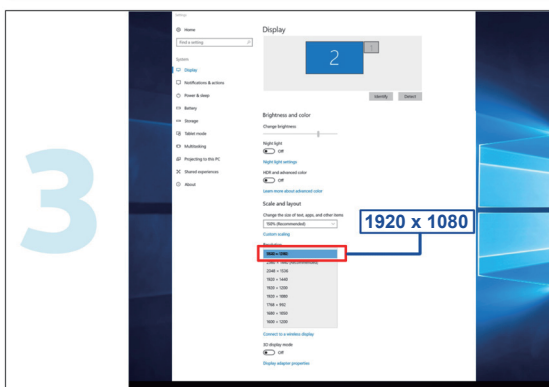 Settings
3
Home
Find a setting
System
Display
Notifications & actions
Power & sleep
Battery
Storage
Tablet mode
Multitasking
Projecting to this PC
Shared experiences
About
Display
2
1
Identify
Detect
Brightness and color
Change brightness
Night light
Off
Night light settings
HDR and advanced color
Off
Learn more about advanced color
Scale and layout
Change the size of text, apps, and other items
150% (Recommended)
Custom scaling
Resolution
1920 x 1080
2048 × 1536
1920 × 1440
1920 × 1200
1920 × 1080
1680 × 1050
1600 × 1200
Connect to a wireless display
3D display mode
Off
Display adapter properties